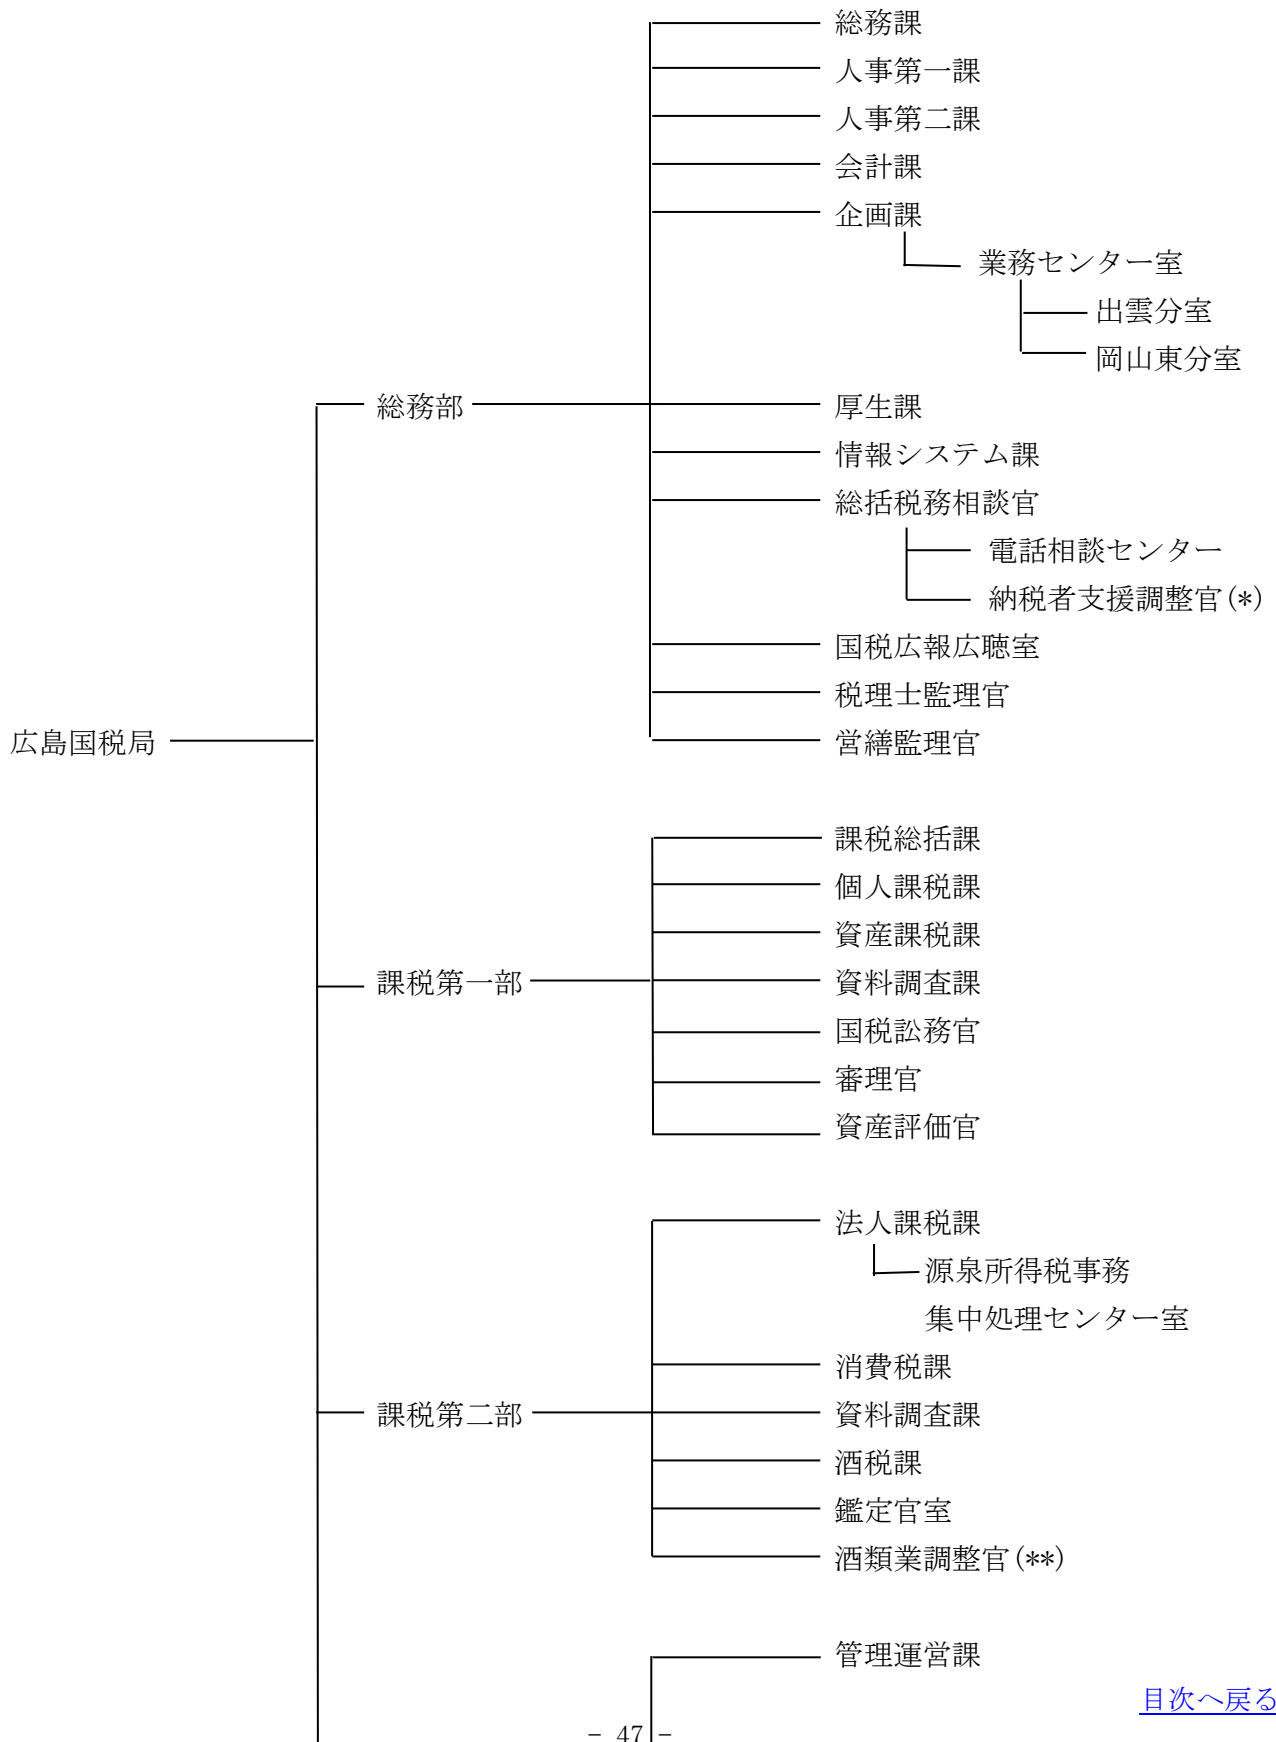 総務課
人事第一課
人事第二課
会計課
企画課
業務センター室
出雲分室
岡山東分室
総務部
厚生課
情報システム課
総括税務相談官
電話相談センター
納税者支援調整官(*)
国税広報広聴室
税理士監理官
広島国税局
営繕監理官
課税総括課
個人課税課
資産課税課
課税第一部
資料調査課
国税訟務官
審理官
資産評価官
法人課税課
源泉所得税事務
集中処理センター室
消費税課
課税第二部
資料調査課
酒税課
鑑定官室
酒類業調整官(**)
管理運営課
目次へ戻る
- 47 -